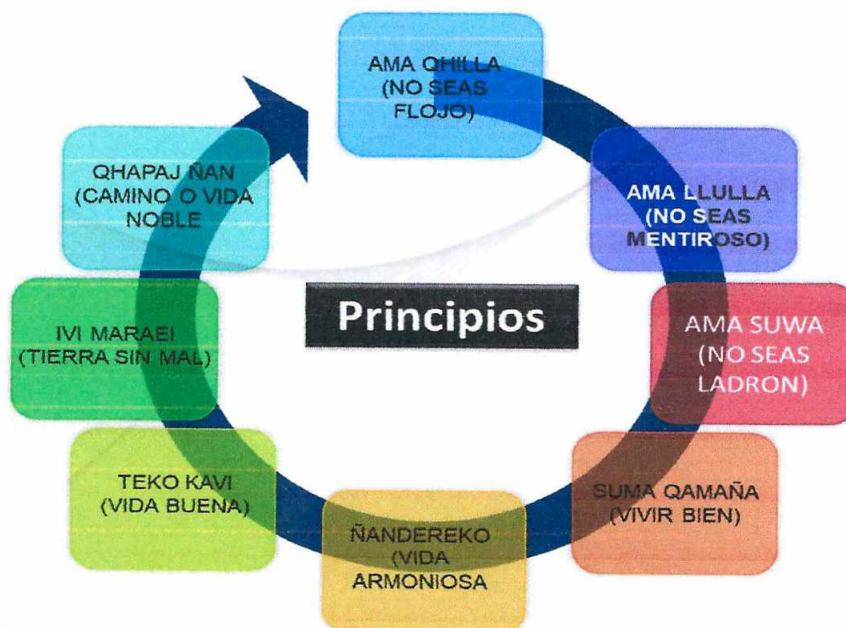 AMA QHILLA
(NO SEAS
FLOJO)
AMA LLULLA
(NO SEAS
MENTIROSO)
AMA SUWA
(NO SEAS
LADRON)
SUMA QAMAÑA
(VIVIR BIEN)
ÑANDEREKO
(VIDA
ARMONIOSA
TEKO KAVI
(VIDA BUENA)
IVI MARAEI
(TIERRA SIN MAL)
QHAPAJ ÑAN
(CAMINO O VIDA
NOBLE
Principios